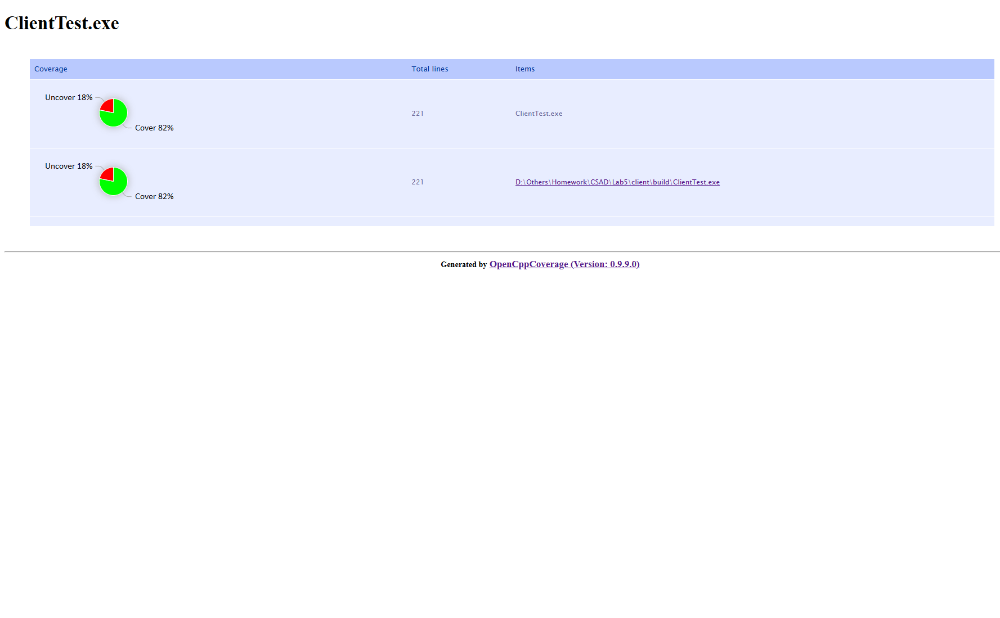 ClientTest.exe
Coverage Total lines Items
Uncover 18%
Cover 82%
221
ClientTest.exe
Uncover 18%
Cover 82%
221
D:\Others\Homework\CSAD\Lab5\client\build\ClientTest.exe
Generated by OpenCppCoverage (Version: 0.9.9.0)